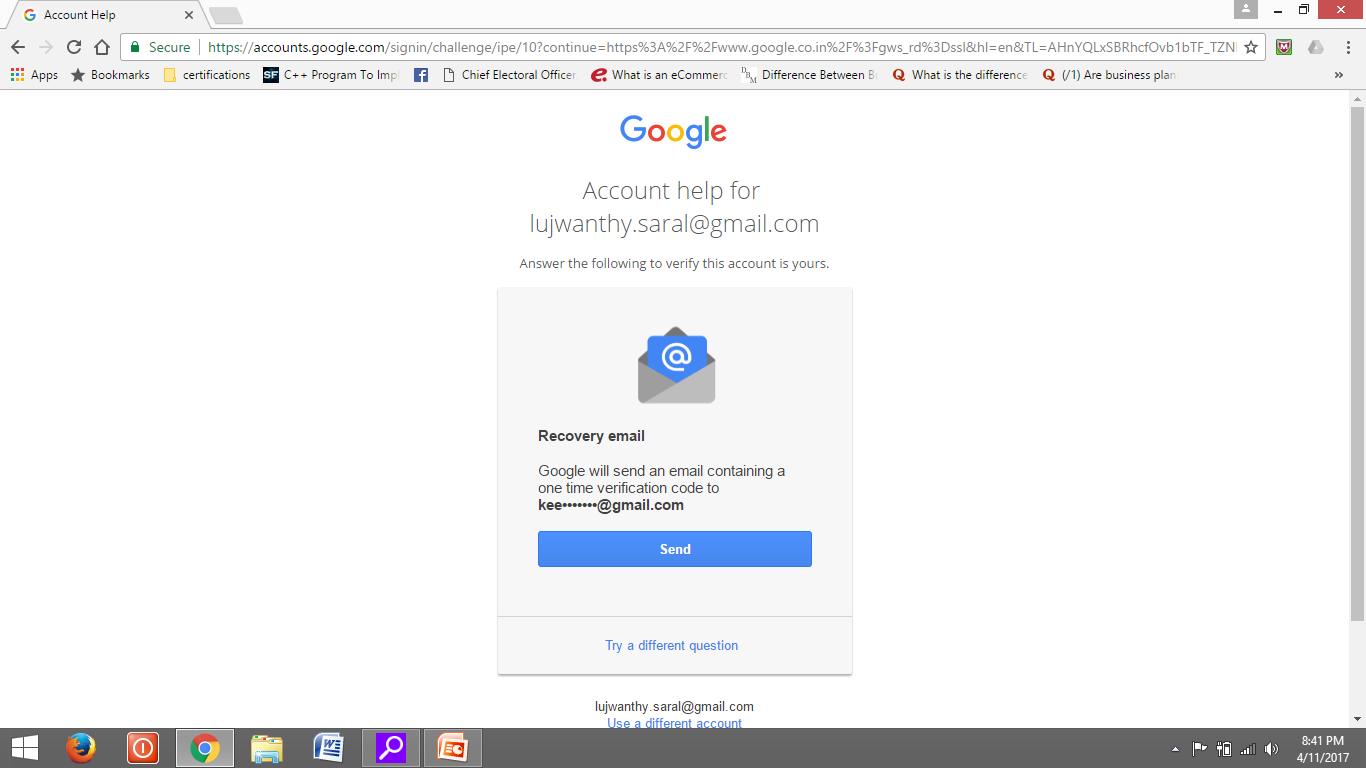 Account Help
Secure
https://accounts.google.com/signin/challenge/ipe/10?continue=https%3A%2F%2Fwww.google.co.in%2F%3Fgws_rd%3Dssl&hl=en&TL=AHnYQLxSBRhcfOvb1bTF_TZN
Apps Bookmarks certifications SF C++ Program To Impl Chief Electoral Officer What is an eCommerc Difference Between B What is the difference (/1) Are business plan »
Google
Account help for
lujwanthy.saral@gmail.com
Answer the following to verify this account is yours.
@
Recovery email
Google will send an email containing a
one time verification code to
kee•••••••@gmail.com
Send
Try a different question
lujwanthy.saral@gmail.com
Use a different account
8:41 PM
4/11/2017